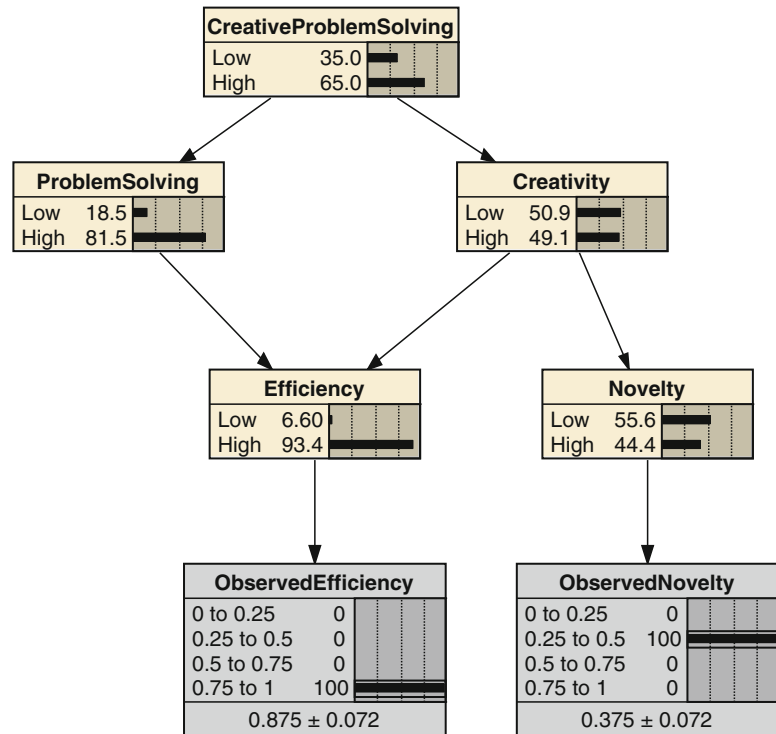 CreativeProblemSolving
Low 35.0
High 65.0
ProblemSolving
Low 18.5
High 81.5
Creativity
Low 50.9
High 49.1
Efficiency
Low 6.60
High 93.4
Novelty
Low 55.6
High 44.4
ObservedEfficiency
0 to 0.25 0
0.25 to 0.5 0
0.5 to 0.75 0
0.75 to 1 100
0.875 ± 0.072
ObservedNovelty
0 to 0.25 0
0.25 to 0.5 100
0.5 to 0.75 0
0.75 to 1 0
0.375 ± 0.072